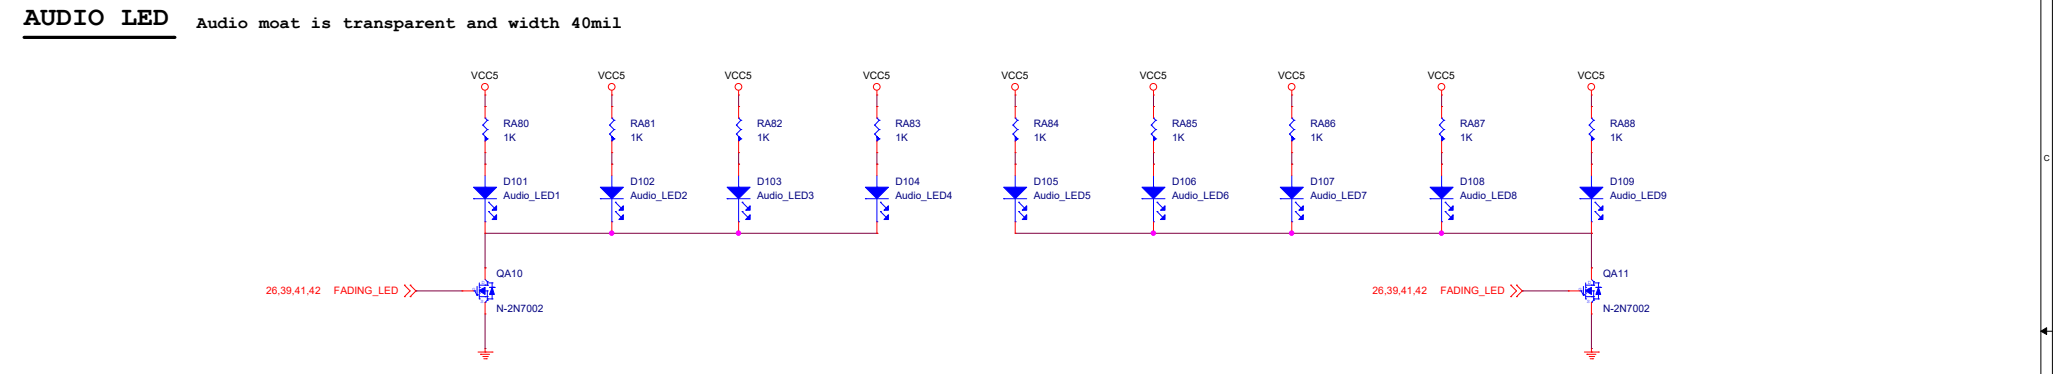 AUDIO LED Audio moat is transparent and width 40mil
VCC5 VCC5 VCC5 VCC5 VCC5 VCC5 VCC5 VCC5 VCC5
RA80 RA81 RA82 RA83 RA84 RA85 RA86 RA87 RA88
1K 1K 1K 1K 1K 1K 1K 1K 1K
C
D101 D102 D103 D104 D105 D106 D107 D108 D109
Audio_LED1 Audio_LED2 Audio_LED3 Audio_LED4 Audio_LED5 Audio_LED6 Audio_LED7 Audio_LED8 Audio_LED9
QA10 QA11
26,39,41,42 FADING_LED 26,39,41,42 FADING_LED
N-2N7002 N-2N7002